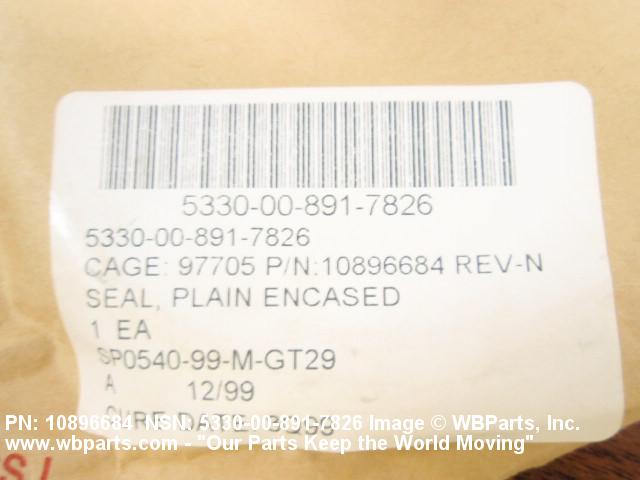 5330-00-891-7826
5330-00-891-7826
CAGE: 97705 P/N:10896684 REV-N
SEAL, PLAIN ENCASED
1 EA
SP0540-99-M-GT29
A 12/99
CURE DATE
PN: 10896684 NSN: 5330-00-891-7826 Image © WBParts, Inc.
www.wbparts.com - "Our Parts Keep the World Moving"